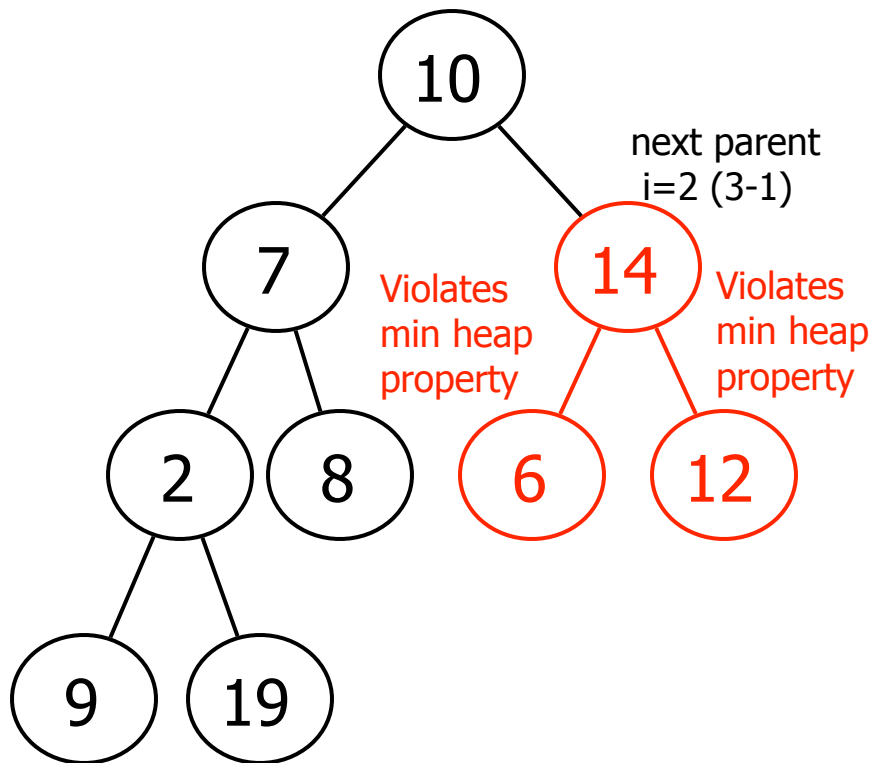 10
next parent
i=2 (3-1)
7
14
Violates
min heap
property
Violates
min heap
property
2
8
6
12
9
19